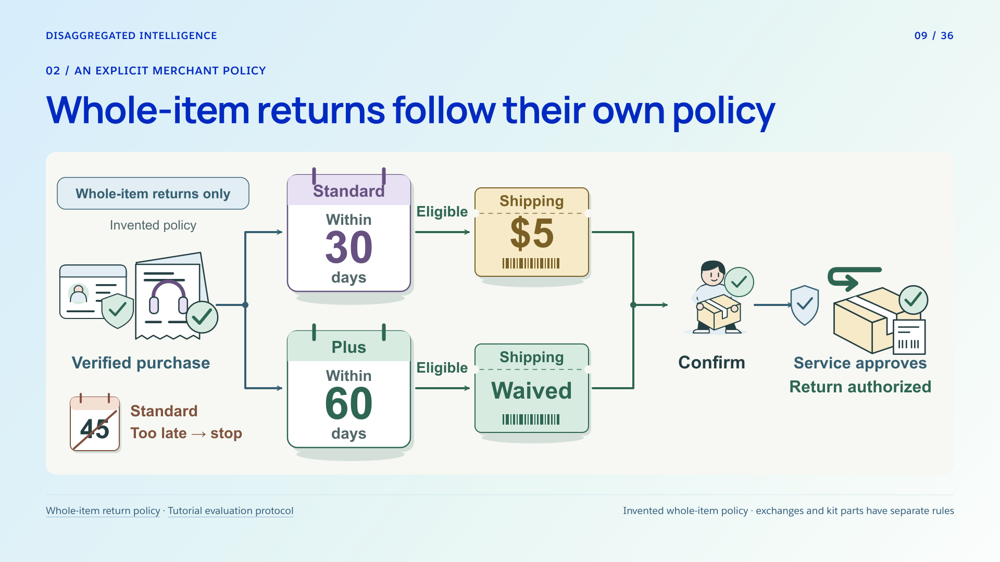 DISAGGREGATED INTELLIGENCE
09 / 36
02 / AN EXPLICIT MERCHANT POLICY
Whole-item returns follow their own policy
Whole-item returns only
Invented policy
Verified purchase
45
Standard
Too late → stop
Standard
Within
30
days
Eligible
Shipping
$5
Plus
Within
60
days
Eligible
Shipping
Waived
Confirm
Service approves
Return authorized
Whole-item return policy · Tutorial evaluation protocol
Invented whole-item policy · exchanges and kit parts have separate rules